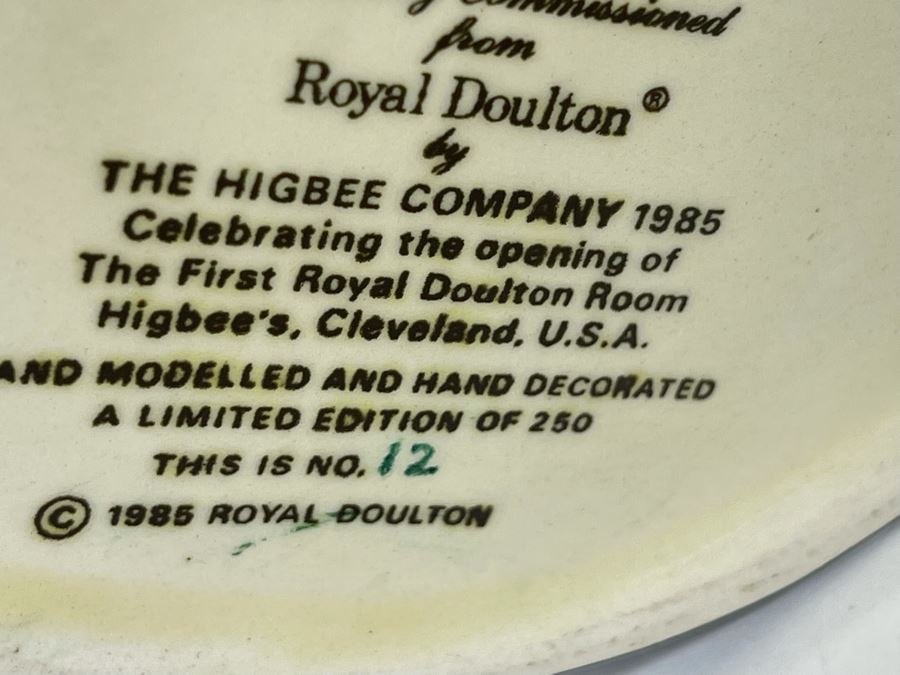 Commissioned
from
Royal Doulton®
by
THE HIGBEE COMPANY 1985
Celebrating the opening of
The First Royal Doulton Room
Higbee's, Cleveland, U.S.A.
AND MODELLED AND HAND DECORATED
A LIMITED EDITION OF 250
THIS IS NO. 12
© 1985 ROYAL DOULTON